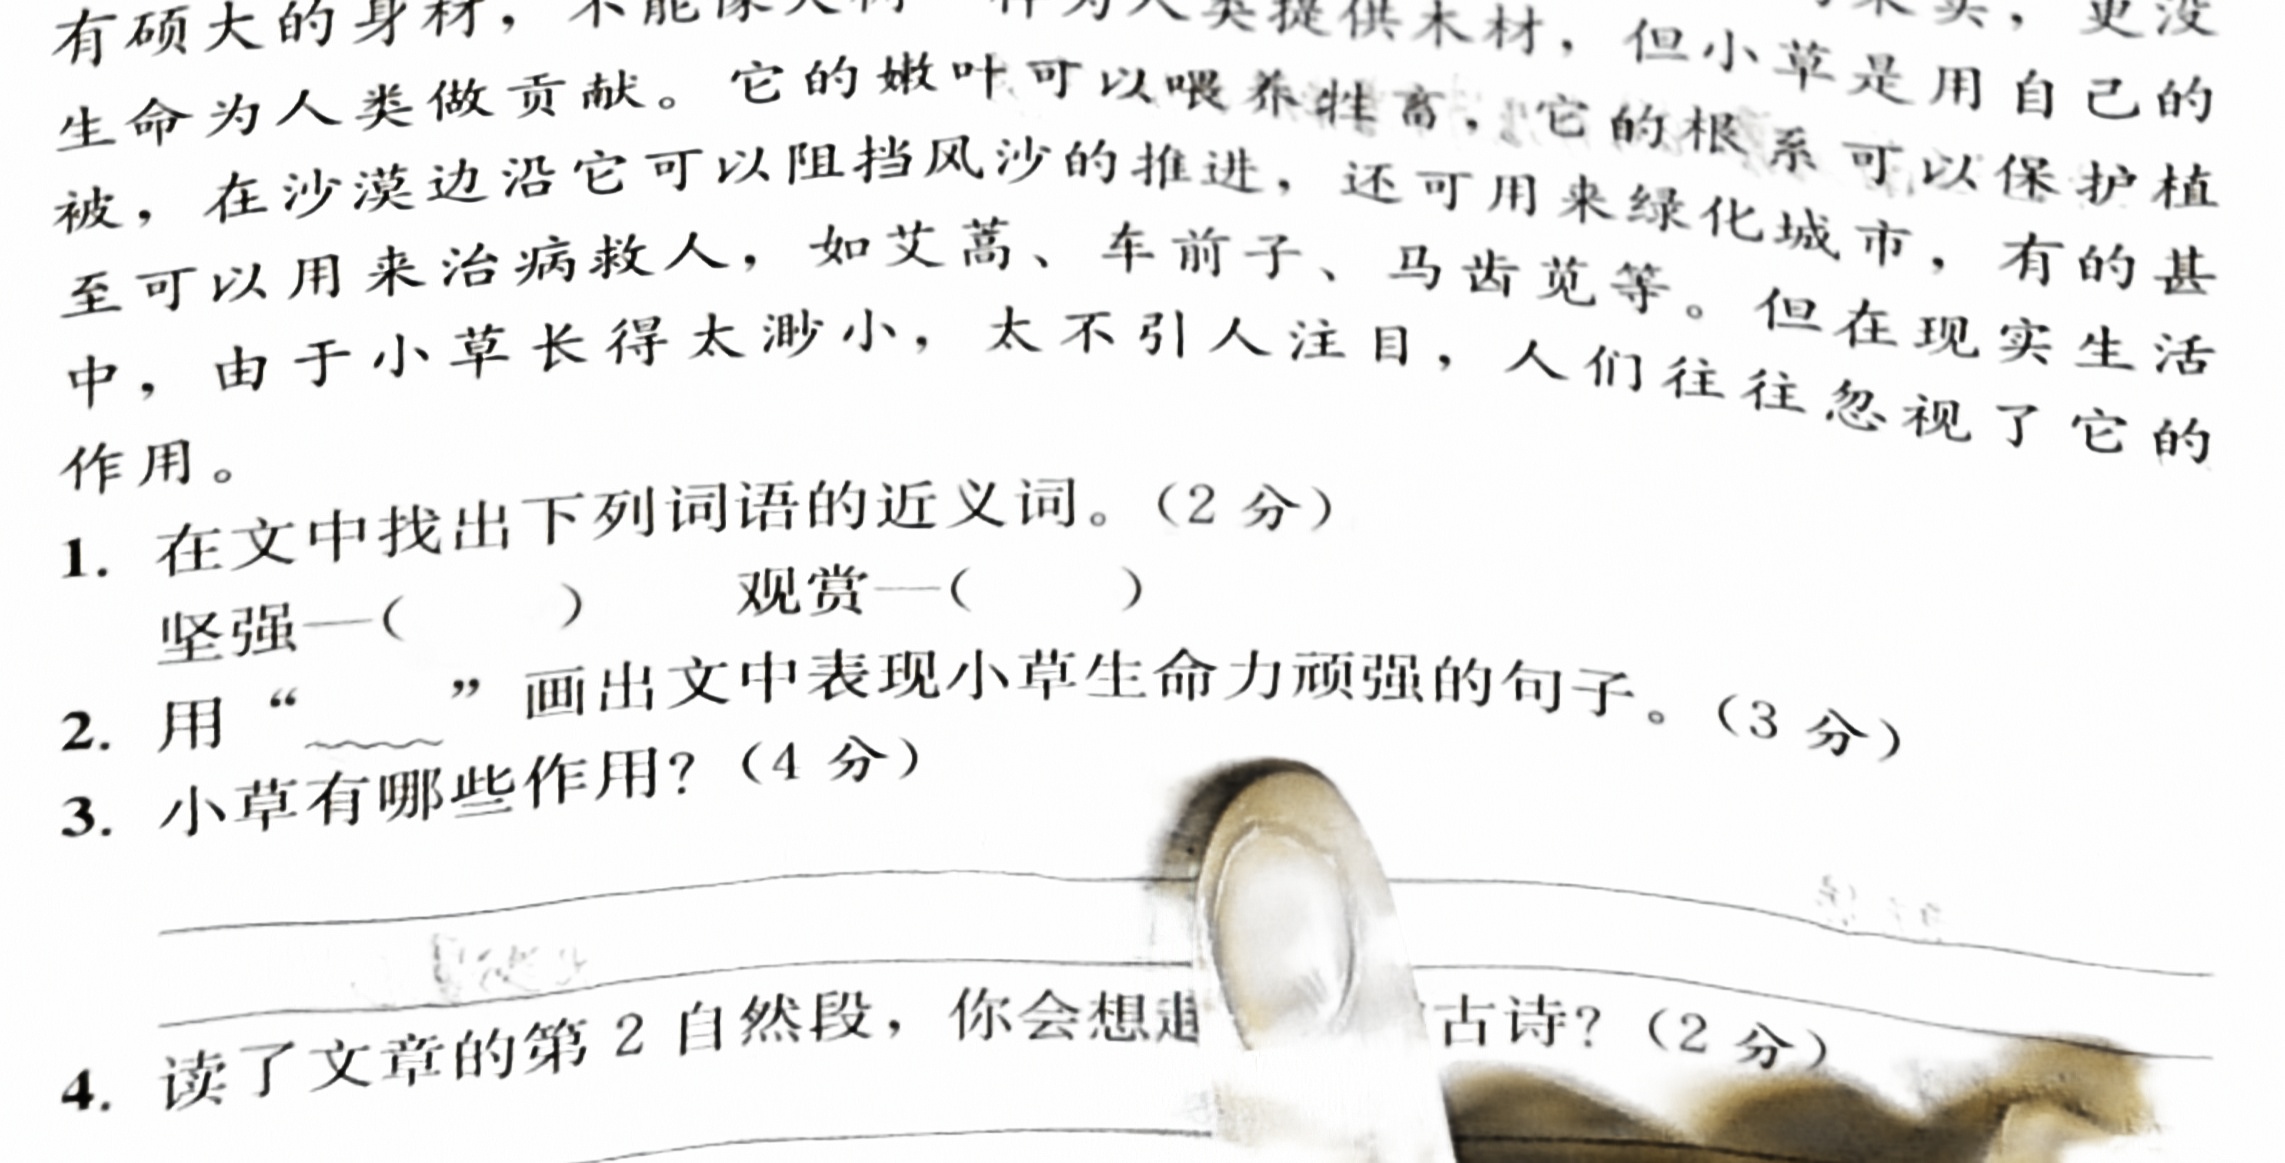 有硕大的身材，不能像大树一样为人类提供木材，但小草是用自己的
果实，更没
生命为人类做贡献。它的嫩叶可以喂养牲畜，它的根系可以保护植
被，在沙漠边沿它可以阻挡风沙的推进，还可用来绿化城市，有的甚
至可以用来治病救人，如艾蒿、车前子、马齿苋等。但在现实生活
中，由于小草长得太渺小，太不引人注目，人们往往忽视了它的
作用。
1. 在文中找出下列词语的近义词。（2 分）
坚强—（ ） 观赏—（ ）
2. 用“ ”画出文中表现小草生命力顽强的句子。（3 分）
3. 小草有哪些作用？（4 分）
4. 读了文章的第 2 自然段，你会想起 古诗？（2 分）